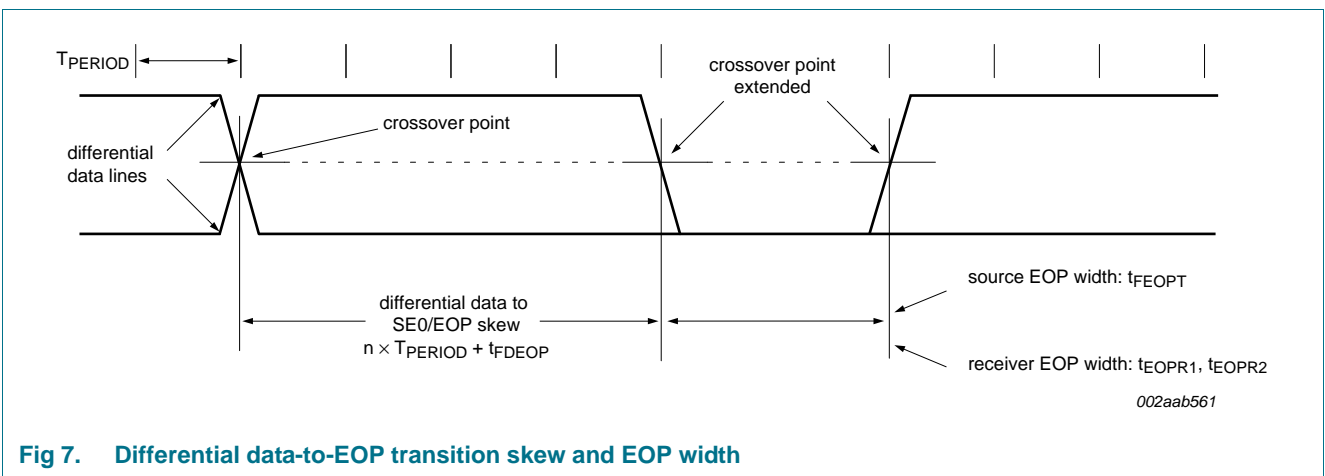 TPERIOD
crossover point
extended
crossover point
differential
data lines
differential data to
SE0/EOP skew
n × TPERIOD + tFDEOP
source EOP width: tFEOPT
receiver EOP width: tEOPR1, tEOPR2
002aab561
Fig 7. Differential data-to-EOP transition skew and EOP width